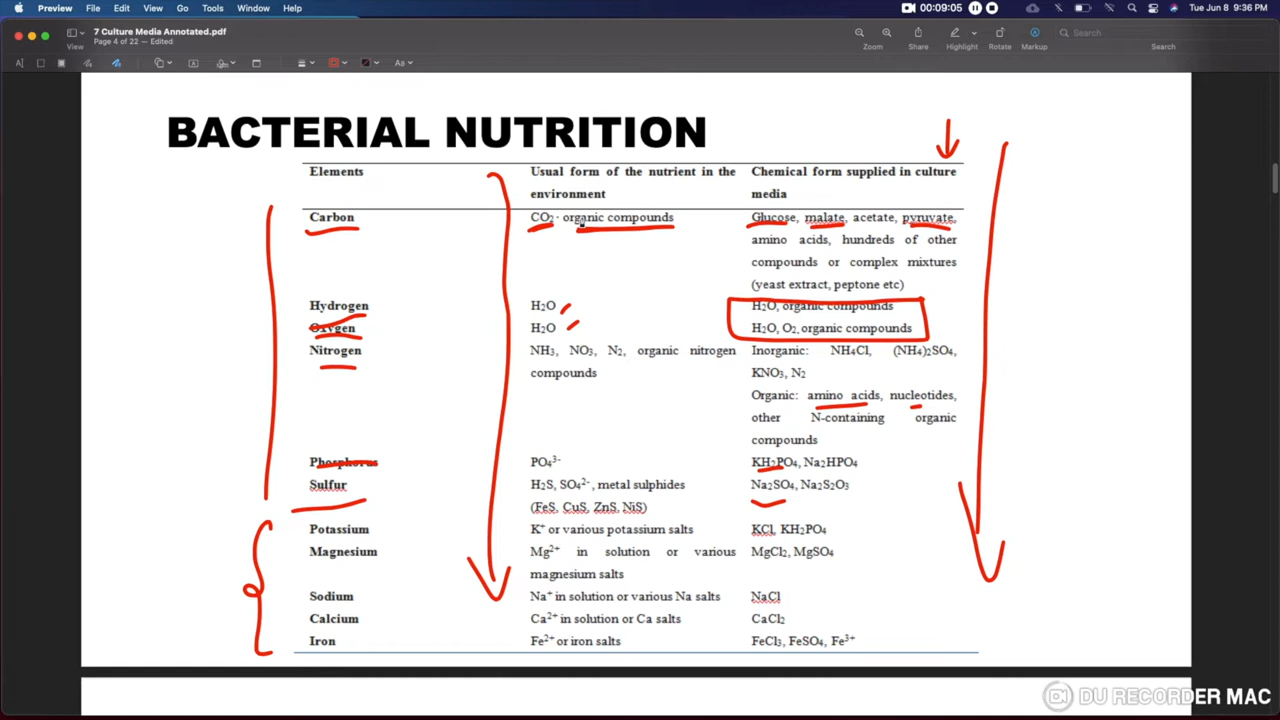 Preview File Edit View Go Tools Window Help 00:09:05 Tue Jun 8 9:36 PM
7 Culture Media Annotated.pdf
Page 4 of 22 — Edited
View Zoom Share Highlight Rotate Markup Search
Search
Aa
BACTERIAL NUTRITION
Elements Usual form of the nutrient in the environment Chemical form supplied in culture media
Carbon CO₂, organic compounds Glucose, malate, acetate, pyruvate,
amino acids, hundreds of other
compounds or complex mixtures
(yeast extract, peptone etc)
Hydrogen H₂O H₂O, organic compounds
Oxygen H₂O H₂O, O₂, organic compounds
Nitrogen NH₃, NO₃, N₂, organic nitrogen Inorganic: NH₄Cl, (NH₄)₂SO₄,
compounds KNO₃, N₂
Organic: amino acids, nucleotides,
other N-containing organic
compounds
Phosphorus PO₄³⁻ KH₂PO₄, Na₂HPO₄
Sulfur H₂S, SO₄²⁻, metal sulphides Na₂SO₄, Na₂S₂O₃
(FeS, CuS, ZnS, NiS)
Potassium K⁺ or various potassium salts KCl, KH₂PO₄
Magnesium Mg²⁺ in solution or various MgCl₂, MgSO₄
magnesium salts
Sodium Na⁺ in solution or various Na salts NaCl
Calcium Ca²⁺ in solution or Ca salts CaCl₂
Iron Fe²⁺ or iron salts FeCl₃, FeSO₄, Fe³⁺
DU RECORDER MAC